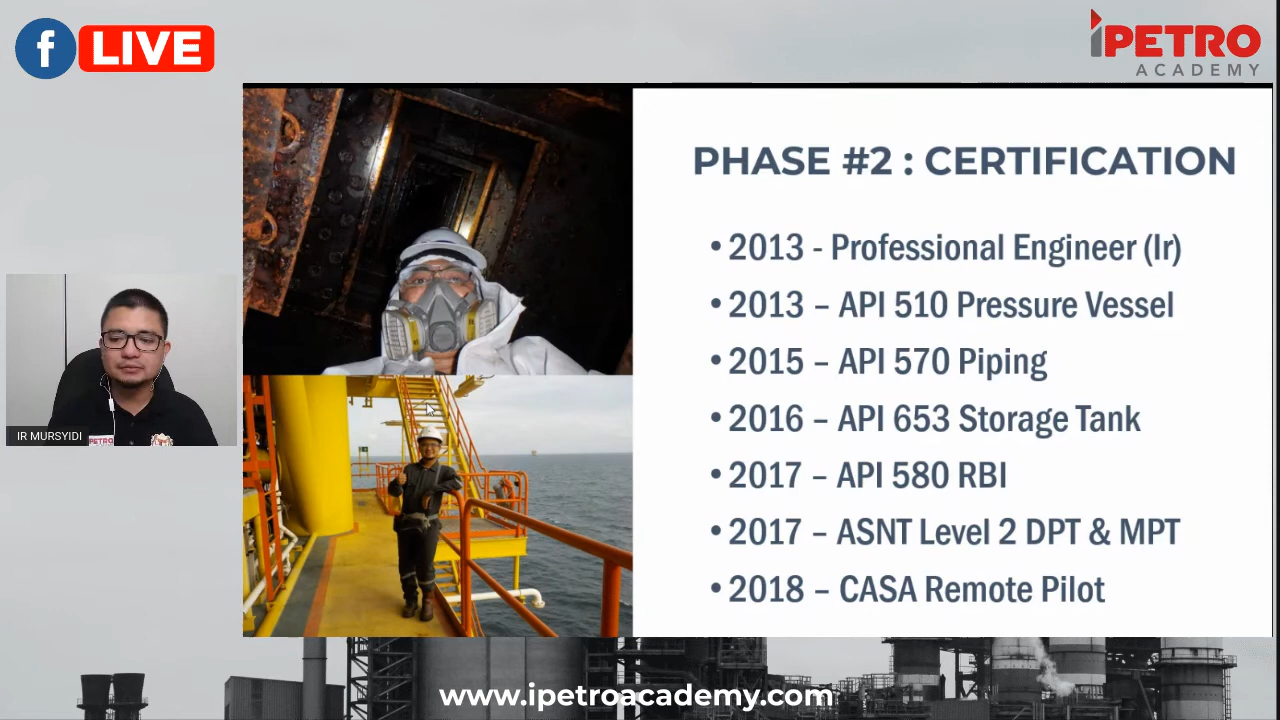 f LIVE
iPETRO
ACADEMY
PHASE #2 : CERTIFICATION
• 2013 - Professional Engineer (Ir)
• 2013 – API 510 Pressure Vessel
• 2015 – API 570 Piping
• 2016 – API 653 Storage Tank
• 2017 – API 580 RBI
• 2017 – ASNT Level 2 DPT & MPT
• 2018 – CASA Remote Pilot
PETRO
IR MURSYIDI
www.ipetroacademy.com